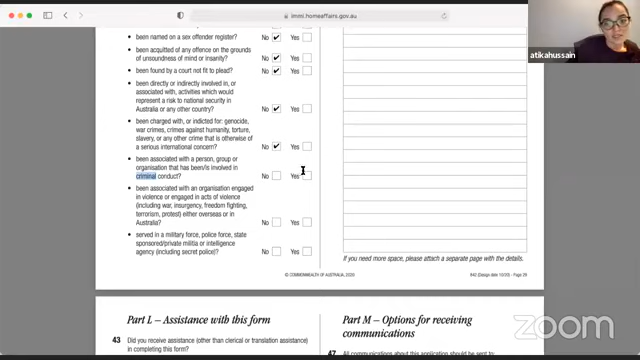 immi.homeaffairs.gov.au
been named on a sex offender register? No ✔ Yes
been acquitted of any offence on the grounds
of unsoundness of mind or insanity? No ✔ Yes
been found by a court not fit to plead? No ✔ Yes
been directly or indirectly involved in, or
associated with, activities which would
represent a risk to national security in
Australia or any other country? No ✔ Yes
been charged with, or indicted for: genocide,
war crimes, crimes against humanity, torture,
slavery, or any other crime that is otherwise of
a serious international concern? No ✔ Yes
been associated with a person, group or
organisation that has been/is involved in
criminal conduct? No Yes
been associated with an organisation engaged
in violence or engaged in acts of violence
(including war, insurgency, freedom fighting,
terrorism, protest) either overseas or in
Australia? No Yes
served in a military force, police force, state
sponsored/private militia or intelligence
agency (including secret police)? No Yes
If you need more space, please attach a separate page with the details.
© COMMONWEALTH OF AUSTRALIA, 2020
842 (Design date 10/20) - Page 29
Part L – Assistance with this form
43 Did you receive assistance (other than clerical or translation assistance)
in completing this form?
Part M – Options for receiving
communications
47 All communications about this application should be sent to:
atikahussain
zoom